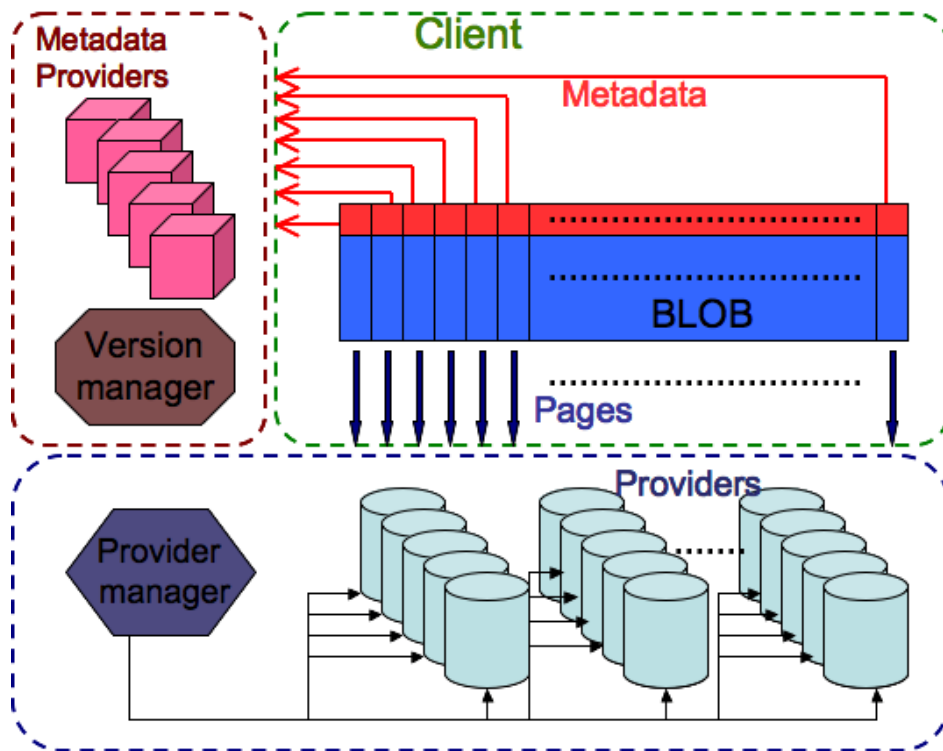 Metadata
Providers
Client
Metadata
BLOB
Version
manager
Pages
Providers
Provider
manager